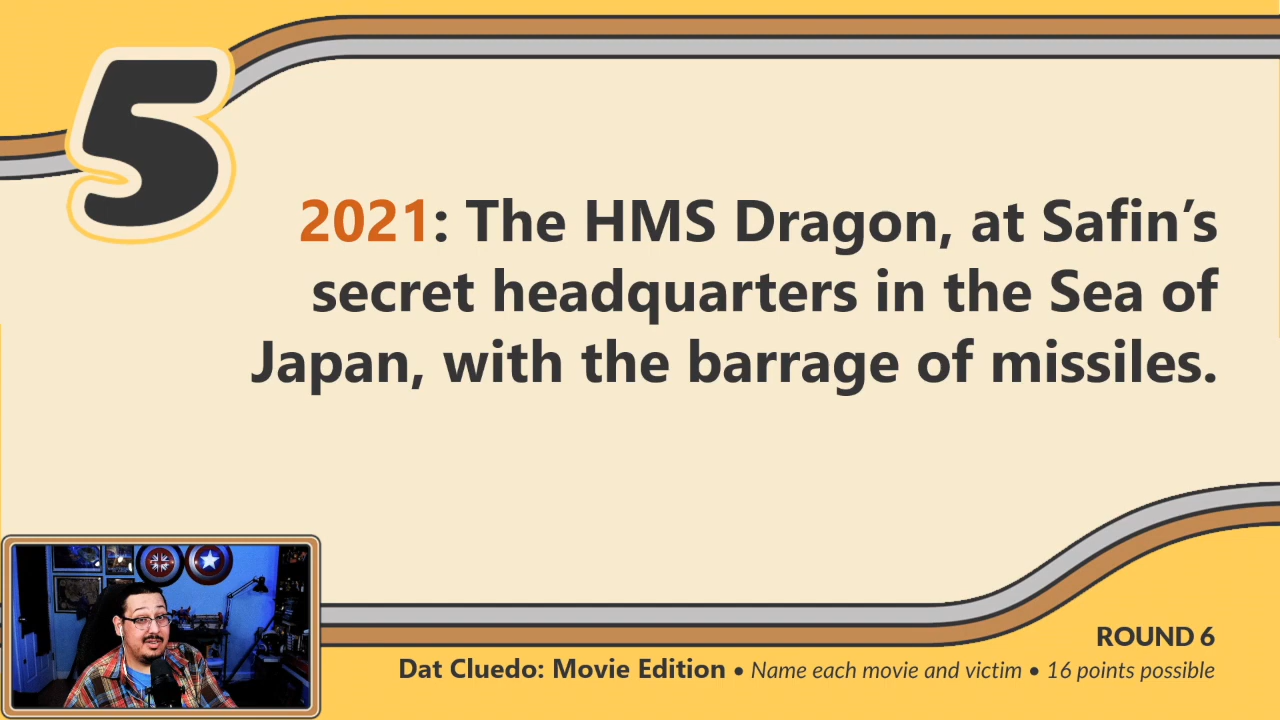 5
2021: The HMS Dragon, at Safin’s
secret headquarters in the Sea of
Japan, with the barrage of missiles.
ROUND 6
Dat Cluedo: Movie Edition • Name each movie and victim • 16 points possible